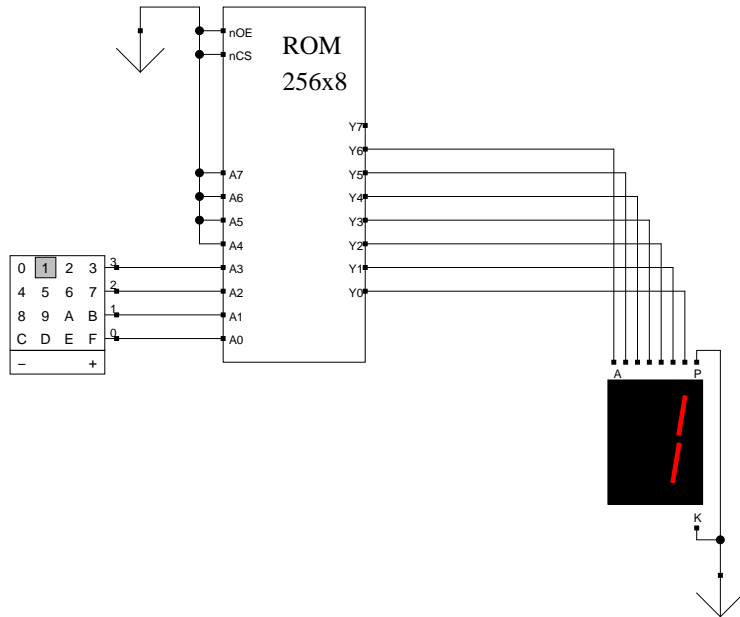 nOE
ROM
nCS
256x8
Y7
Y6
A7 Y5
A6 Y4
A5 Y3
A4 Y2
0 1 2 3 3 A3 Y1
4 5 6 7 2 A2 Y0
8 9 A B 1 A1
C D E F 0 A0
− +
A P
K